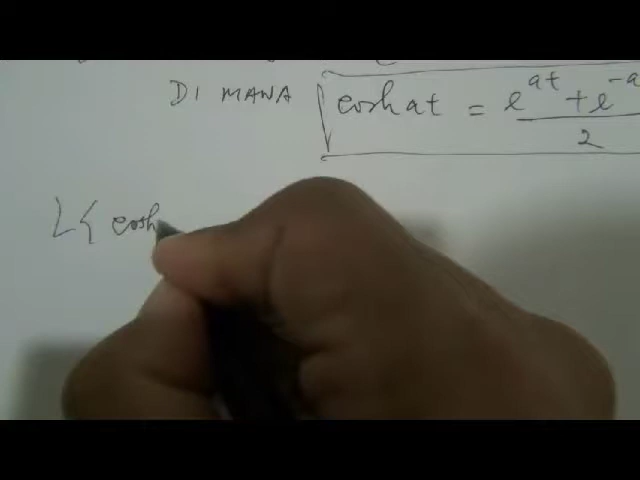 DI MANA cosh at = e^{at} + e^{-a} / 2
L{ cosh